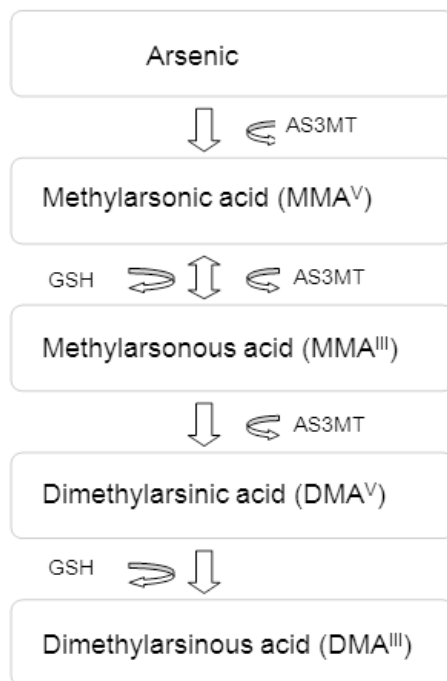 Arsenic
AS3MT
Methylarsonic acid (MMAⱽ)
GSH AS3MT
Methylarsonous acid (MMAᴵᴵᴵ)
AS3MT
Dimethylarsinic acid (DMAⱽ)
GSH
Dimethylarsinous acid (DMAᴵᴵᴵ)